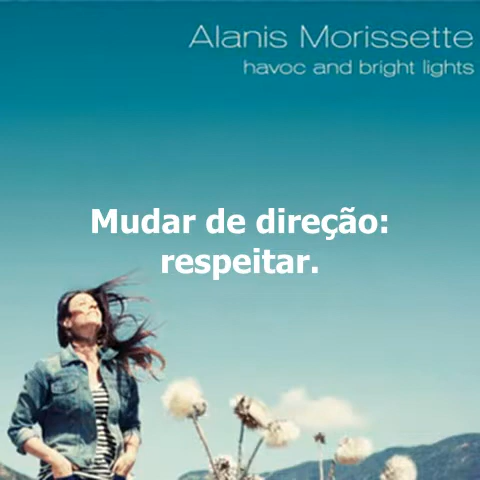 Alanis Morissette
havoc and bright lights
Mudar de direção:
respeitar.